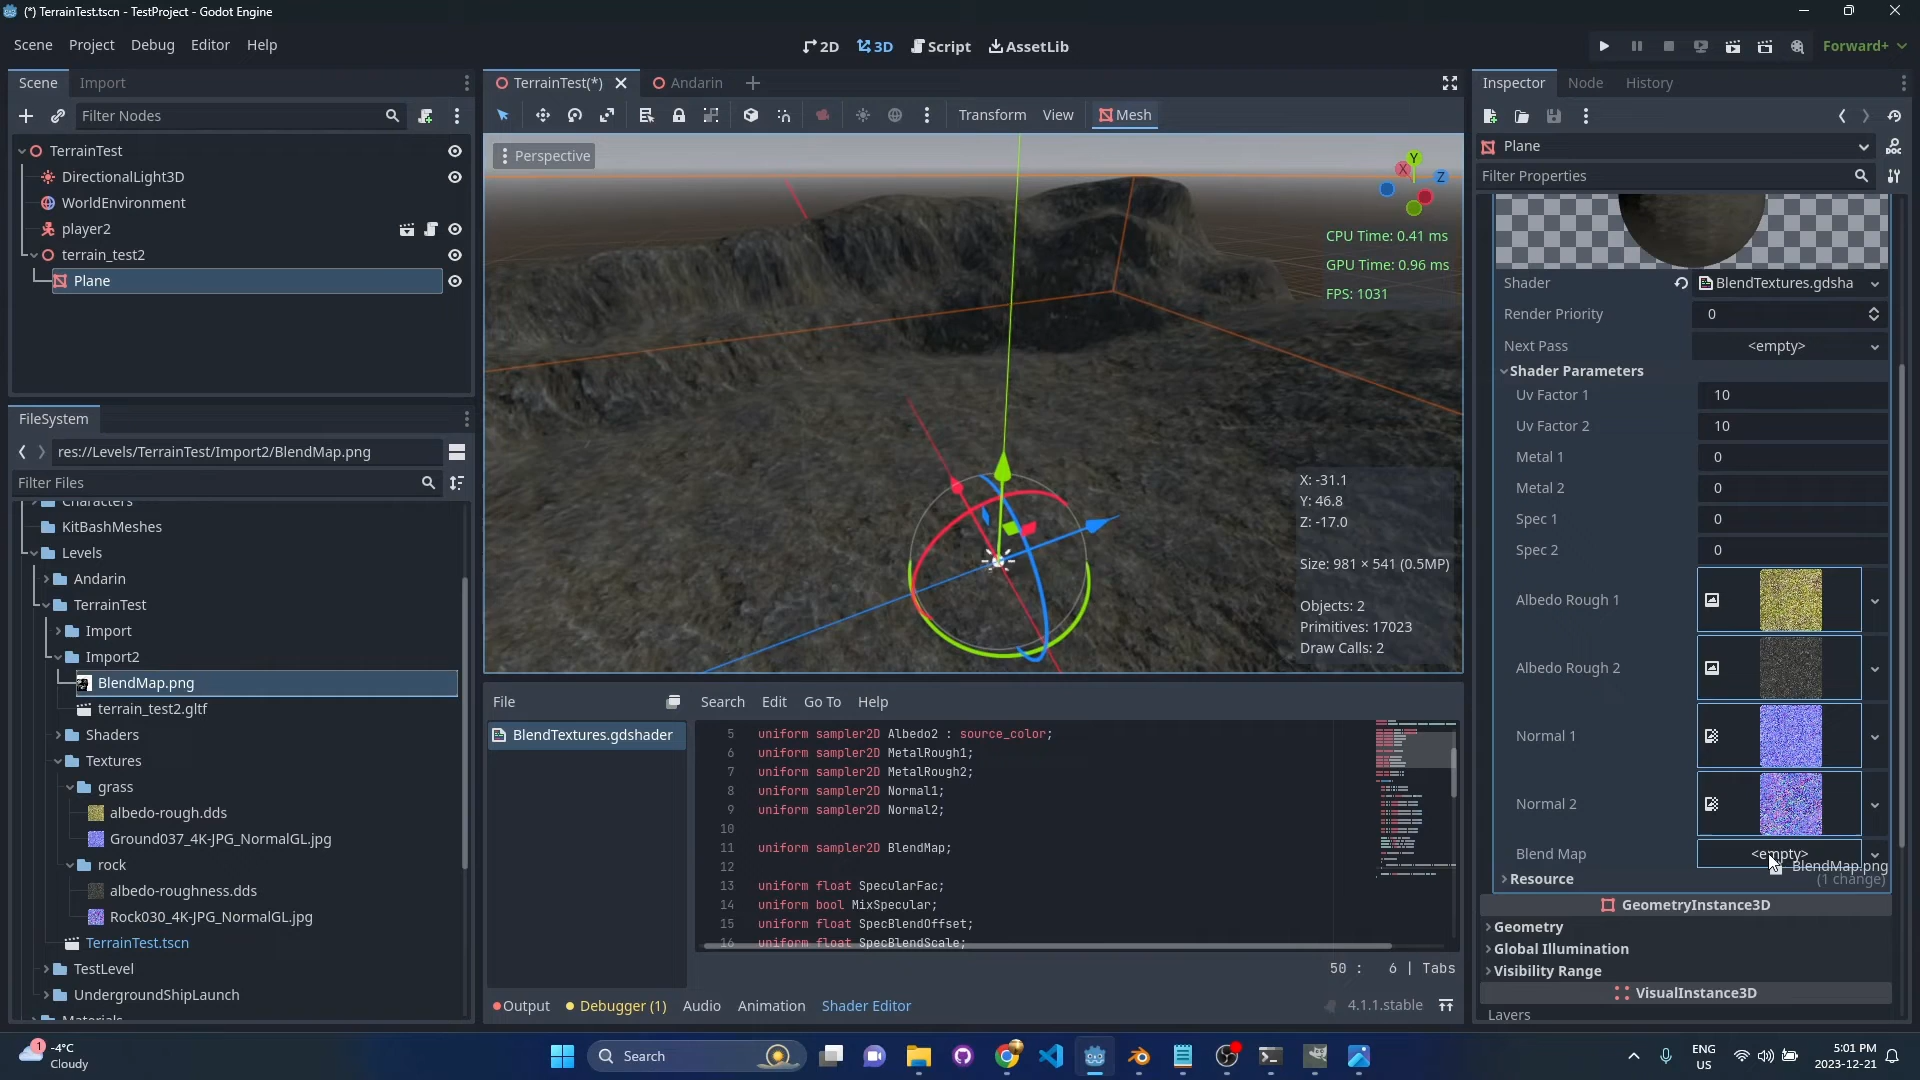 (*) TerrainTest.tscn - TestProject - Godot Engine
Scene Project Debug Editor Help
2D 3D Script AssetLib
Forward+
Scene Import
Filter Nodes
TerrainTest
DirectionalLight3D
WorldEnvironment
player2
terrain_test2
Plane
FileSystem
res://Levels/TerrainTest/Import2/BlendMap.png
Filter Files
Characters
KitBashMeshes
Levels
Andarin
TerrainTest
Import
Import2
BlendMap.png
terrain_test2.gltf
Shaders
Textures
grass
albedo-rough.dds
Ground037_4K-JPG_NormalGL.jpg
rock
albedo-roughness.dds
Rock030_4K-JPG_NormalGL.jpg
TerrainTest.tscn
TestLevel
UndergroundShipLaunch
Materials
TerrainTest(*) Andarin
Transform View Mesh
Perspective
Y
X
Z
CPU Time: 0.41 ms
GPU Time: 0.96 ms
FPS: 1031
X: -31.1
Y: 46.8
Z: -17.0
Size: 981 × 541 (0.5MP)
Objects: 2
Primitives: 17023
Draw Calls: 2
File Search Edit Go To Help
BlendTextures.gdshader
5 uniform sampler2D Albedo2 : source_color;
6 uniform sampler2D MetalRough1;
7 uniform sampler2D MetalRough2;
8 uniform sampler2D Normal1;
9 uniform sampler2D Normal2;
10
11 uniform sampler2D BlendMap;
12
13 uniform float SpecularFac;
14 uniform bool MixSpecular;
15 uniform float SpecBlendOffset;
16 uniform float SpecBlendScale;
50 : 6 | Tabs
Output Debugger (1) Audio Animation Shader Editor
4.1.1.stable
Inspector Node History
Plane
Filter Properties
Shader BlendTextures.gdsha
Render Priority 0
Next Pass <empty>
Shader Parameters
Uv Factor 1 10
Uv Factor 2 10
Metal 1 0
Metal 2 0
Spec 1 0
Spec 2 0
Albedo Rough 1
Albedo Rough 2
Normal 1
Normal 2
Blend Map <empty>
BlendMap.png
Resource (1 change)
GeometryInstance3D
Geometry
Global Illumination
Visibility Range
VisualInstance3D
Layers
1
-4°C
Cloudy
Search
ENG
US
5:01 PM
2023-12-21